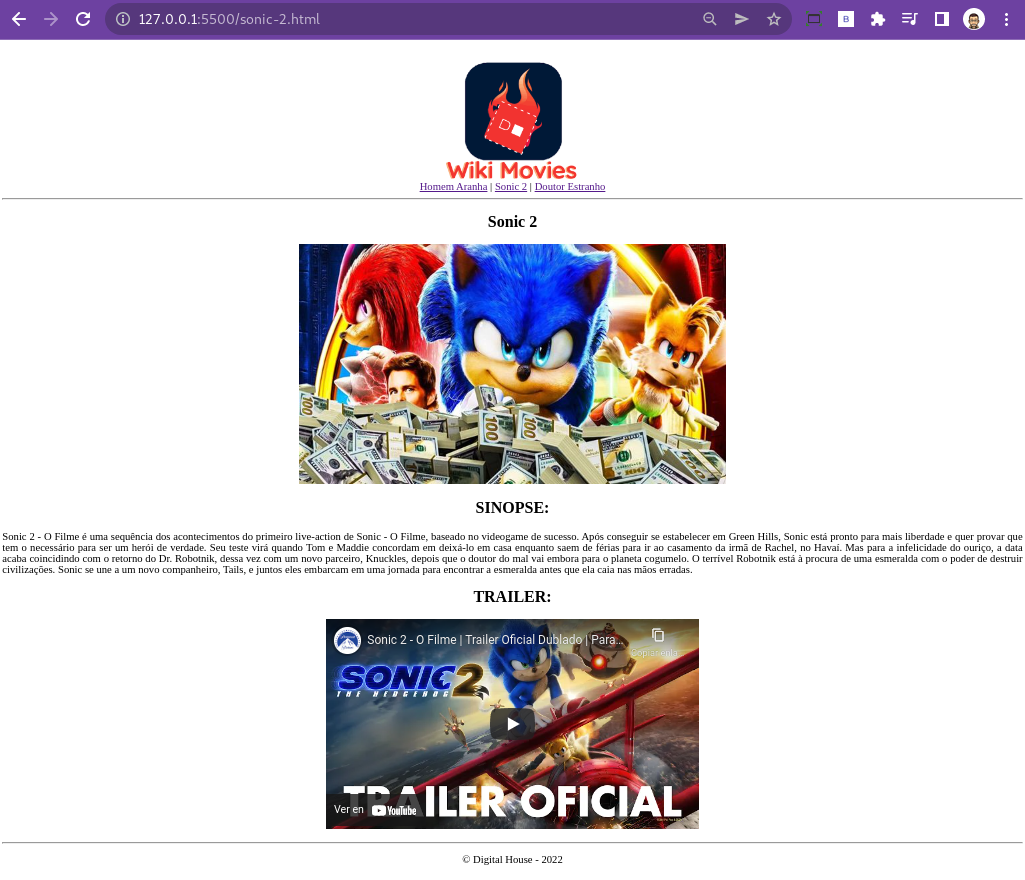 127.0.0.1:5500/sonic-2.html
B
D
Wiki Movies
Homem Aranha | Sonic 2 | Doutor Estranho
Sonic 2
100
100
100
100
SINOPSE:
Sonic 2 - O Filme é uma sequência dos acontecimentos do primeiro live-action de Sonic - O Filme, baseado no videogame de sucesso. Após conseguir se estabelecer em Green Hills, Sonic está pronto para mais liberdade e quer provar que
tem o necessário para ser um herói de verdade. Seu teste virá quando Tom e Maddie concordam em deixá-lo em casa enquanto saem de férias para ir ao casamento da irmã de Rachel, no Havaí. Mas para a infelicidade do ouriço, a data
acaba coincidindo com o retorno do Dr. Robotnik, dessa vez com um novo parceiro, Knuckles, depois que o doutor do mal vai embora para o planeta cogumelo. O terrível Robotnik está à procura de uma esmeralda com o poder de destruir
civilizações. Sonic se une a um novo companheiro, Tails, e juntos eles embarcam em uma jornada para encontrar a esmeralda antes que ela caia nas mãos erradas.
TRAILER:
Sonic 2 - O Filme | Trailer Oficial Dublado | Para...
SONIC 2
THE HEDGEHOG
TRAILER OFICIAL
Ver en YouTube
© Digital House - 2022